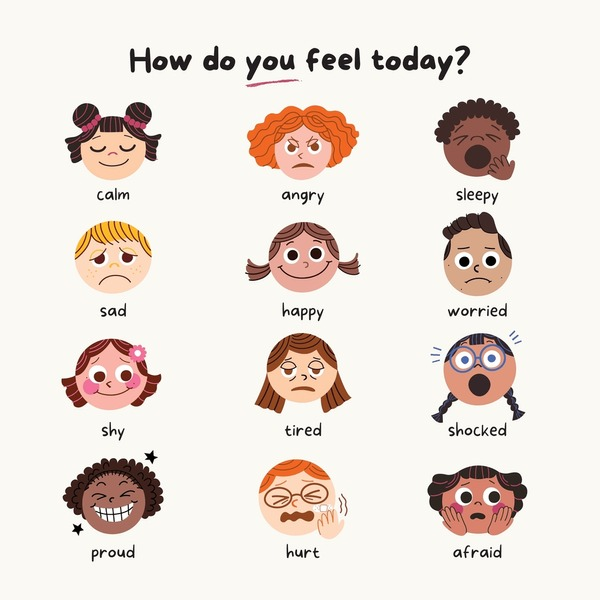 How do you feel today?
calm
angry
sleepy
sad
happy
worried
shy
tired
shocked
proud
hurt
afraid